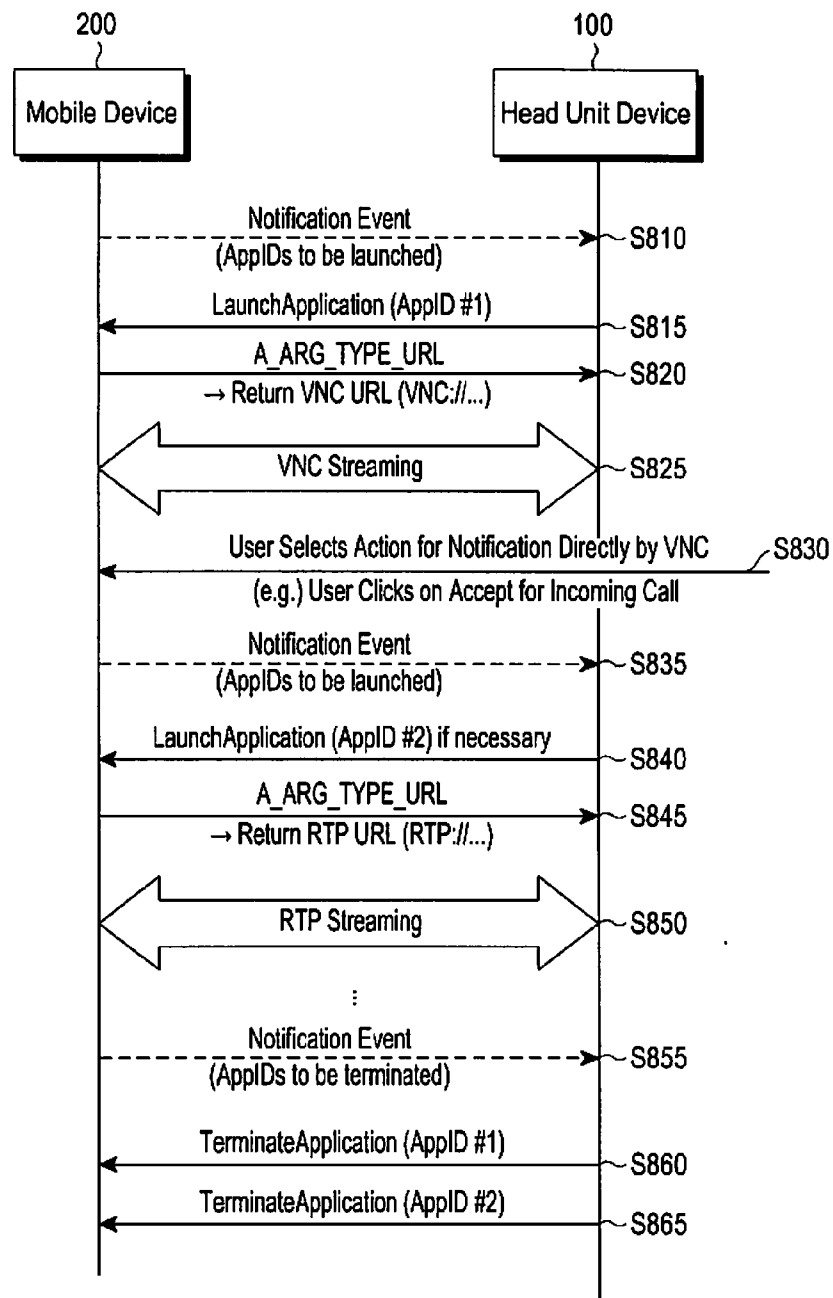 200
100
Mobile Device
Head Unit Device
Notification Event
(AppIDs to be launched)
S810
LaunchApplication (AppID #1)
S815
A_ARG_TYPE_URL
→ Return VNC URL (VNC://...)
S820
VNC Streaming
S825
User Selects Action for Notification Directly by VNC
S830
(e.g.) User Clicks on Accept for Incoming Call
Notification Event
(AppIDs to be launched)
S835
LaunchApplication (AppID #2) if necessary
S840
A_ARG_TYPE_URL
→ Return RTP URL (RTP://...)
S845
RTP Streaming
S850
⋮
Notification Event
(AppIDs to be terminated)
S855
TerminateApplication (AppID #1)
S860
TerminateApplication (AppID #2)
S865